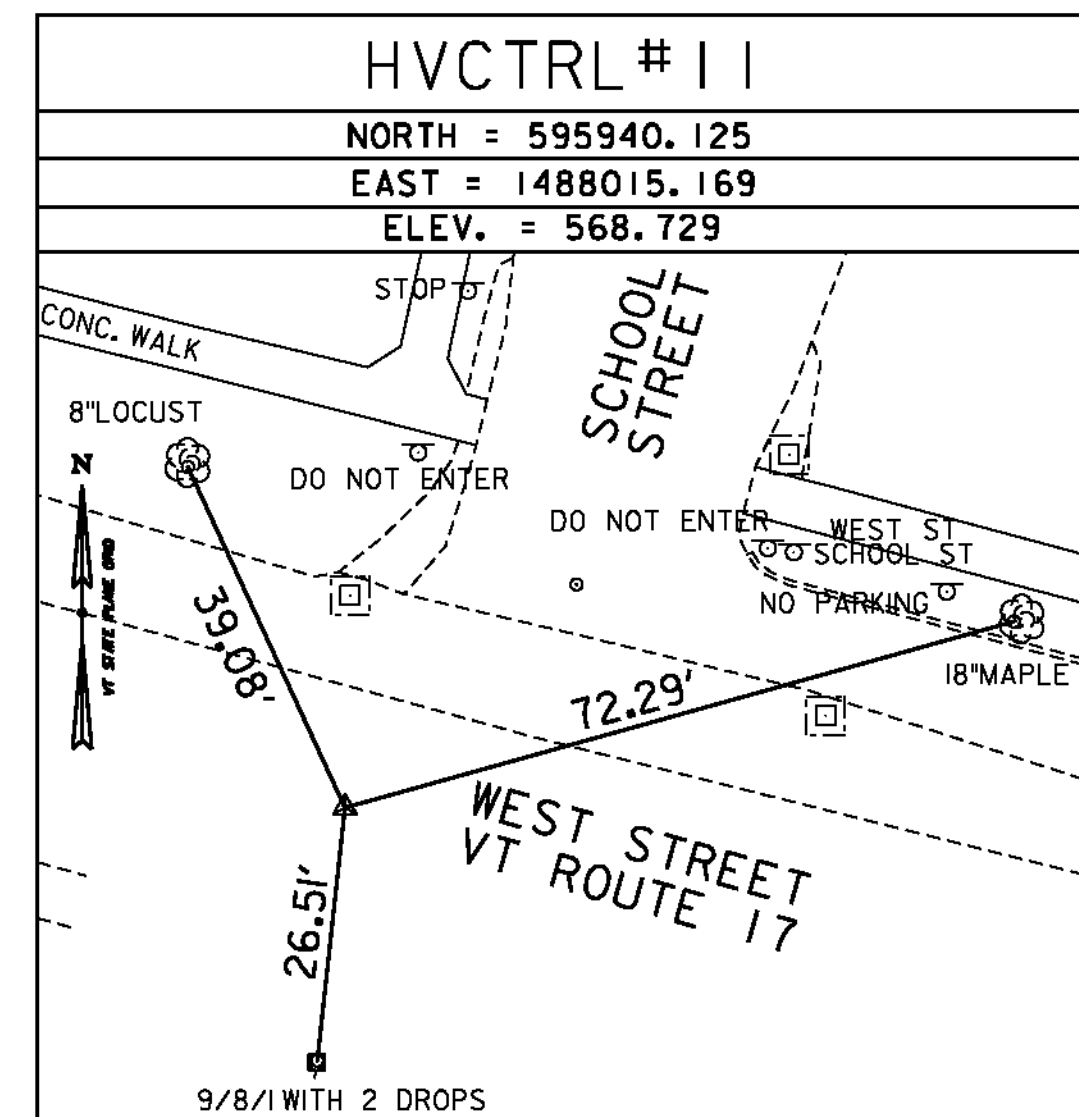 HVCTRL#11
NORTH = 595940.125
EAST = 1488015.169
ELEV. = 568.729
STOP
SCHOOL
STREET
CONC. WALK
8"LOCUST
N
DO NOT ENTER
VT STATE PLANE GRID
DO NOT ENTER
WEST ST
SCHOOL ST
NO PARKING
39.08'
72.29'
18"MAPLE
WEST STREET
VT ROUTE 17
26.51'
9/8/1WITH 2 DROPS